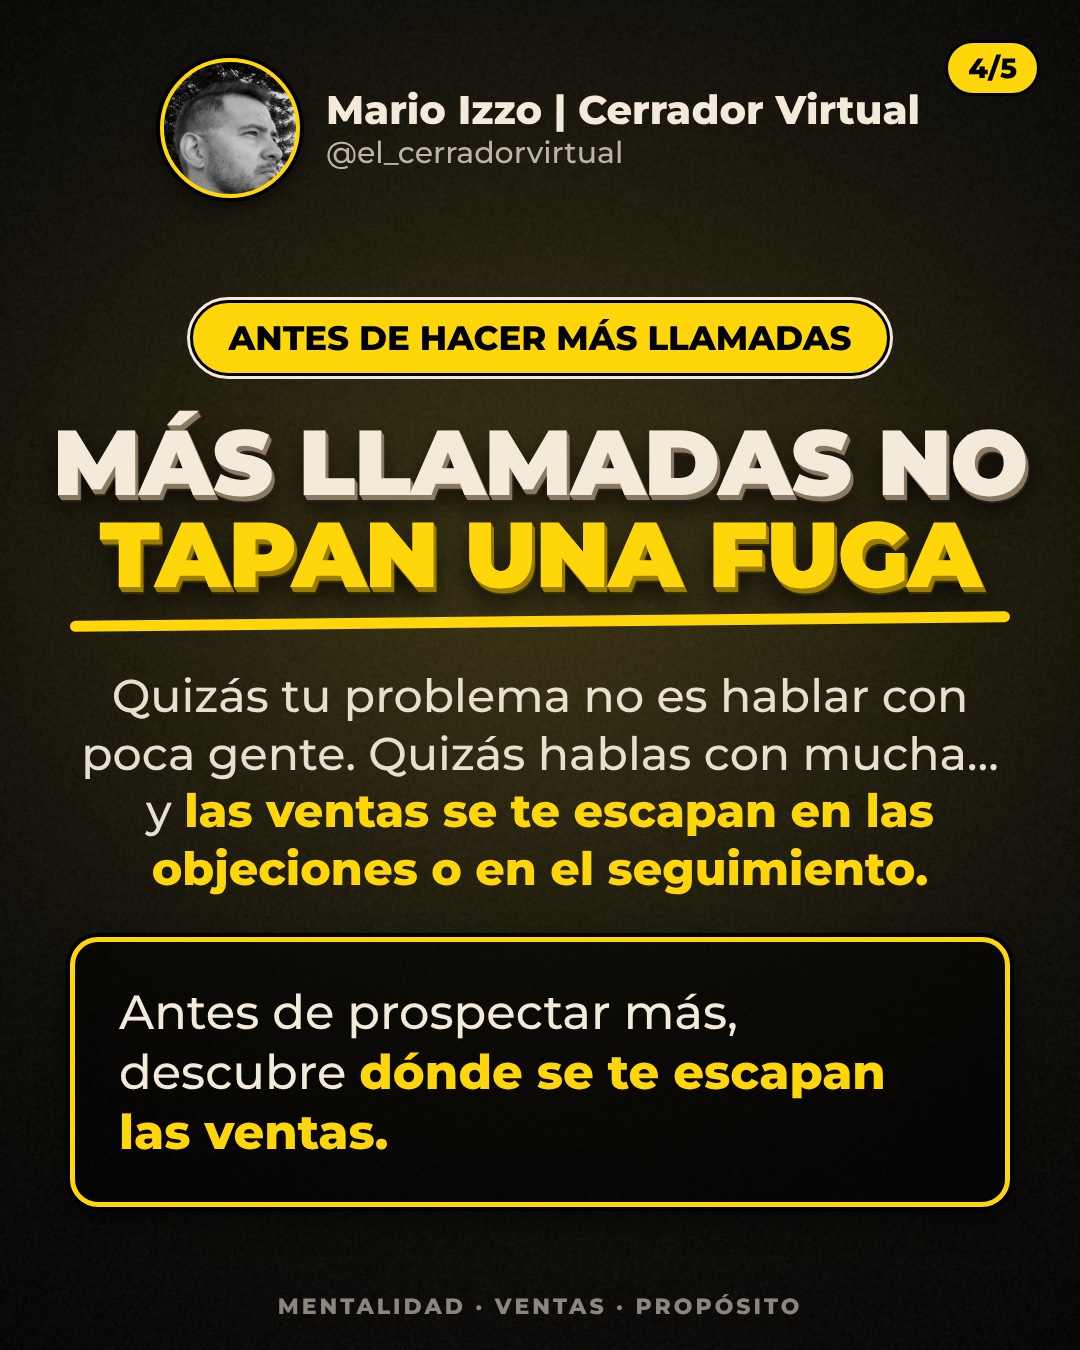 4/5
Mario Izzo | Cerrador Virtual
@el_cerradorvirtual
ANTES DE HACER MÁS LLAMADAS
MÁS LLAMADAS NO
TAPAN UNA FUGA
Quizás tu problema no es hablar con
poca gente. Quizás hablas con mucha...
y las ventas se te escapan en las
objeciones o en el seguimiento.
Antes de prospectar más,
descubre dónde se te escapan
las ventas.
MENTALIDAD · VENTAS · PROPÓSITO